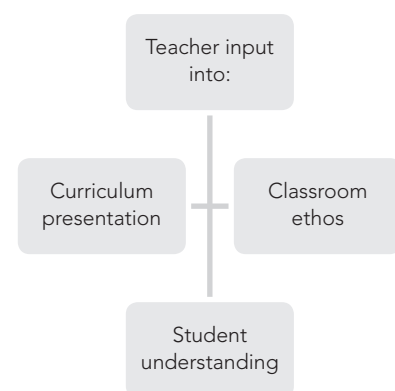 Teacher input
into:
Curriculum
presentation
Classroom
ethos
Student
understanding